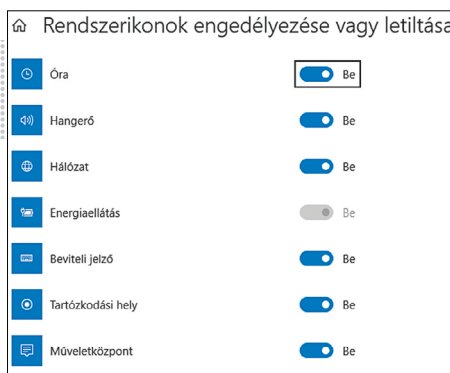 Rendszerikonok engedélyezése vagy letiltása
Óra Be
Hangerő Be
Hálózat Be
Energiaellátás Be
Beviteli jelző Be
Tartózkodási hely Be
Műveletközpont Be